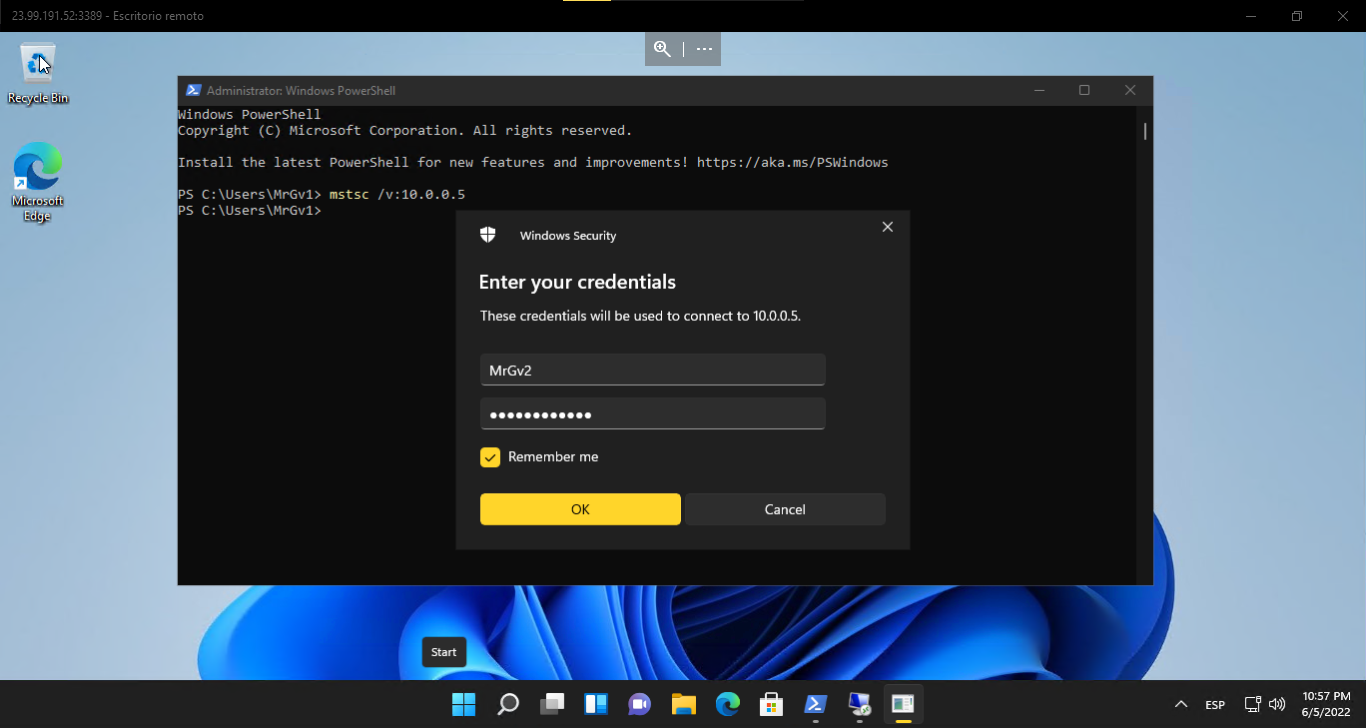 23.99.191.52:3389 - Escritorio remoto
Recycle Bin
Microsoft
Edge
Administrator: Windows PowerShell
Windows PowerShell
Copyright (C) Microsoft Corporation. All rights reserved.
Install the latest PowerShell for new features and improvements! https://aka.ms/PSWindows
PS C:\Users\MrGv1> mstsc /v:10.0.0.5
PS C:\Users\MrGv1>
Windows Security
Enter your credentials
These credentials will be used to connect to 10.0.0.5.
MrGv2
••••••••••••
Remember me
OK
Cancel
Start
ESP
10:57 PM
6/5/2022